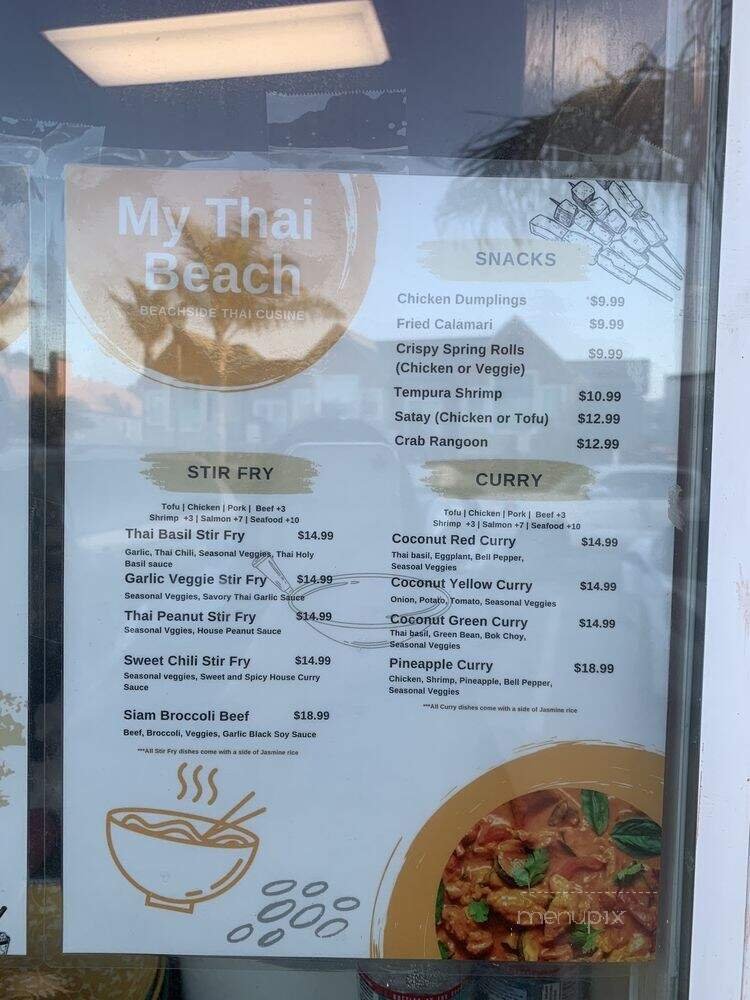 My Thai
Beach
BEACHSIDE THAI CUSINE
SNACKS
Chicken Dumplings $9.99
Fried Calamari $9.99
Crispy Spring Rolls $9.99
(Chicken or Veggie)
Tempura Shrimp $10.99
Satay (Chicken or Tofu) $12.99
Crab Rangoon $12.99
STIR FRY
Tofu | Chicken | Pork | Beef +3
Shrimp +3 | Salmon +7 | Seafood +10
Thai Basil Stir Fry $14.99
Garlic, Thai Chili, Seasonal Veggies, Thai Holy
Basil sauce
Garlic Veggie Stir Fry $14.99
Seasonal Veggies, Savory Thai Garlic Sauce
Thai Peanut Stir Fry $14.99
Seasonal Vggies, House Peanut Sauce
Sweet Chili Stir Fry $14.99
Seasonal veggies, Sweet and Spicy House Curry
Sauce
Siam Broccoli Beef $18.99
Beef, Broccoli, Veggies, Garlic Black Soy Sauce
***All Stir Fry dishes come with a side of Jasmine rice
CURRY
Tofu | Chicken | Pork | Beef +3
Shrimp +3 | Salmon +7 | Seafood +10
Coconut Red Curry $14.99
Thai basil, Eggplant, Bell Pepper,
Seasoal Veggies
Coconut Yellow Curry $14.99
Onion, Potato, Tomato, Seasonal Veggies
Coconut Green Curry $14.99
Thai basil, Green Bean, Bok Choy,
Seasonal Veggies
Pineapple Curry $18.99
Chicken, Shrimp, Pineapple, Bell Pepper,
Seasonal Veggies
***All Curry dishes come with a side of Jasmine rice
menupix